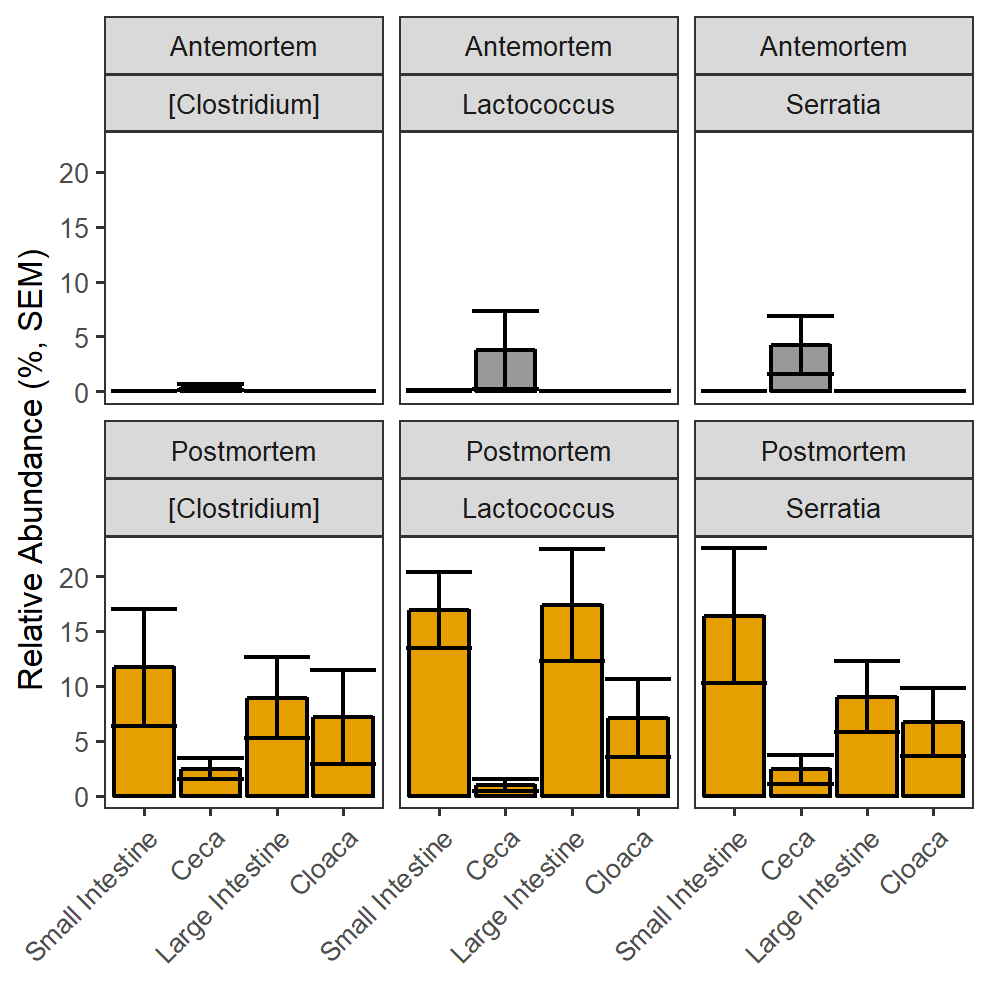 Antemortem Antemortem Antemortem
[Clostridium] Lactococcus Serratia
20
15
10
5
0
Relative Abundance (%, SEM)
Postmortem Postmortem Postmortem
[Clostridium] Lactococcus Serratia
20
15
10
5
0
Small Intestine Ceca Large Intestine Cloaca Small Intestine Ceca Large Intestine Cloaca Small Intestine Ceca Large Intestine Cloaca